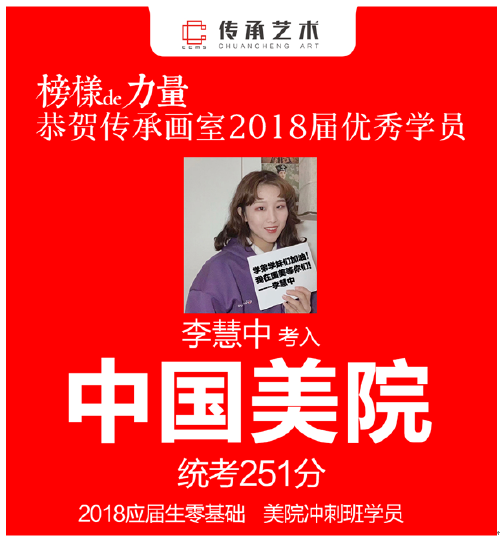 CCMS
传承艺术
CHUANCHENG ART
榜様de力量
恭贺传承画室2018届优秀学员
学弟学妹们加油!
我在国美等你们!
——李慧中
李慧中 考入
中国美院
统考251分
2018应届生零基础 美院冲刺班学员